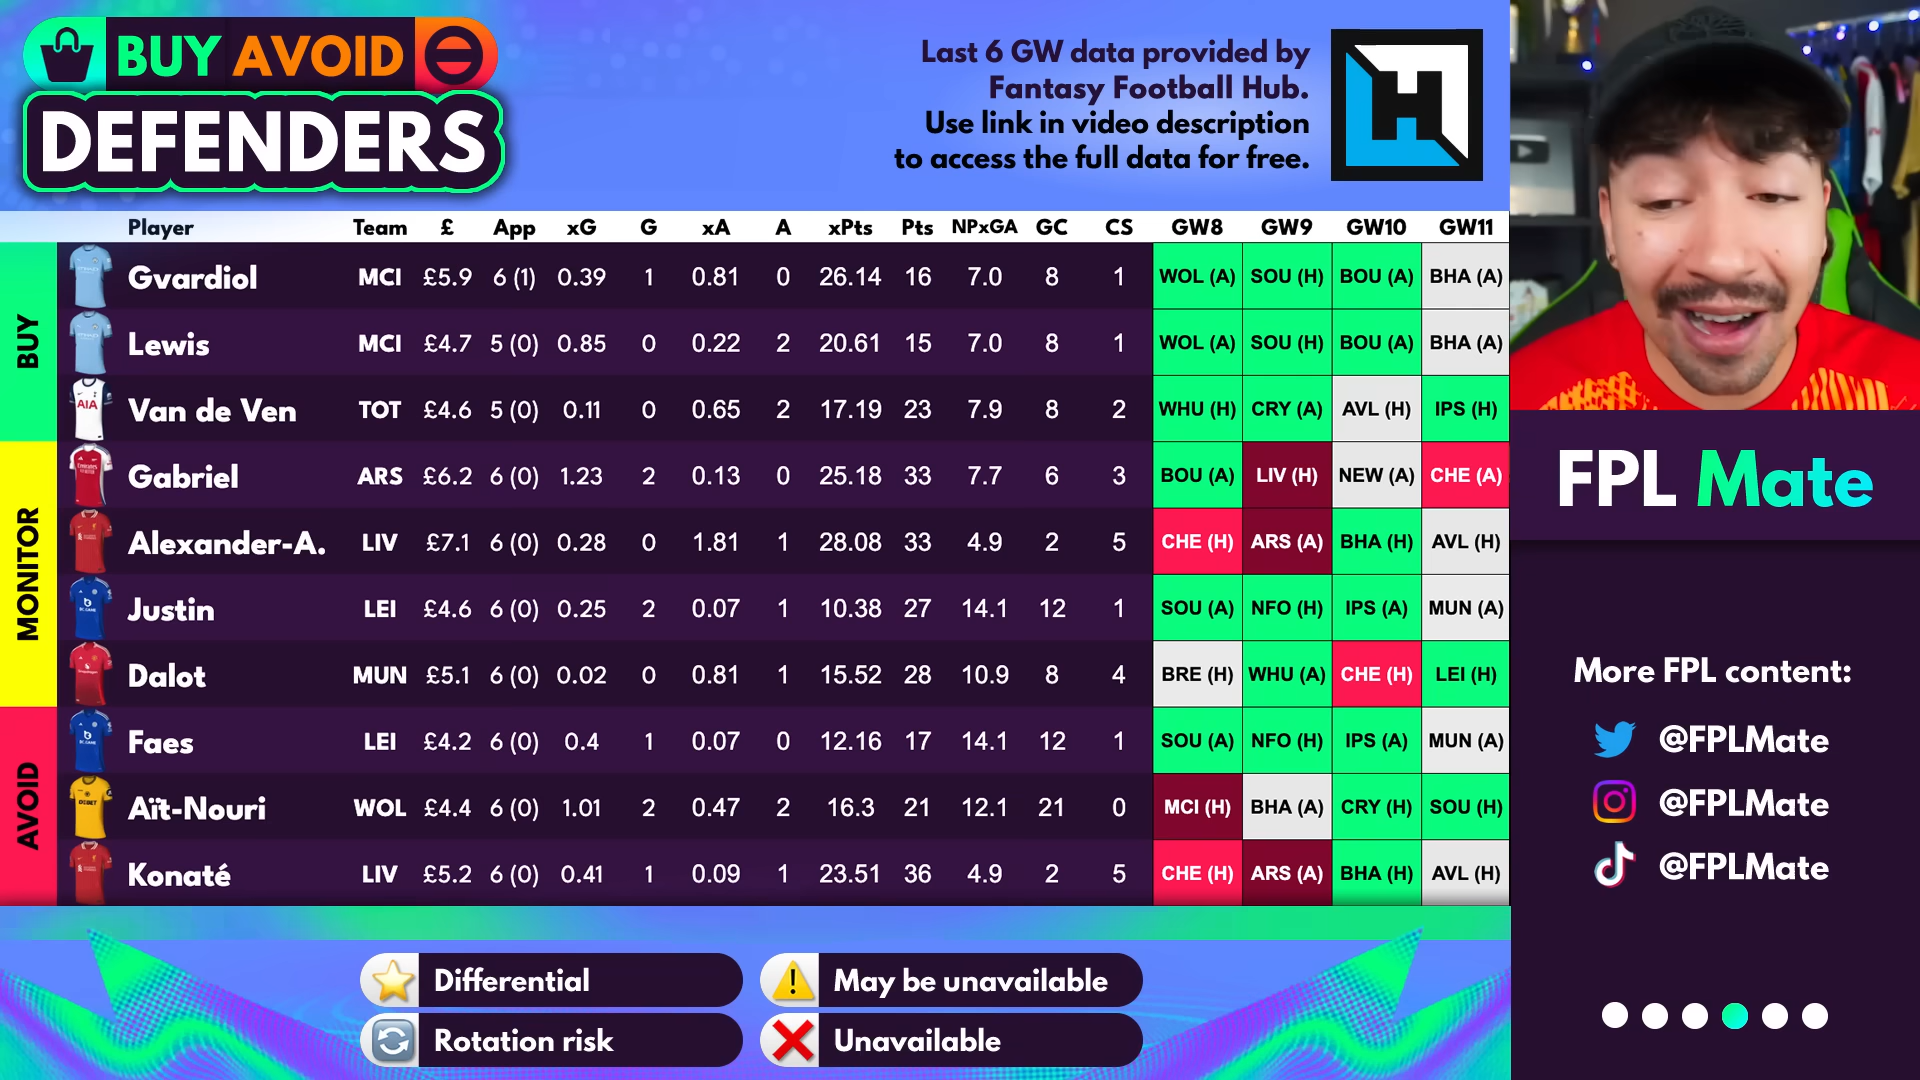 BUY AVOID
DEFENDERS
Last 6 GW data provided by
Fantasy Football Hub.
Use link in video description
to access the full data for free.
H
Player Team £ App xG G xA A xPts Pts NPxGA GC CS GW8 GW9 GW10 GW11
BUY
Gvardiol MCI £5.9 6 (1) 0.39 1 0.81 0 26.14 16 7.0 8 1 WOL (A) SOU (H) BOU (A) BHA (A)
Lewis MCI £4.7 5 (0) 0.85 0 0.22 2 20.61 15 7.0 8 1 WOL (A) SOU (H) BOU (A) BHA (A)
AIA Van de Ven TOT £4.6 5 (0) 0.11 0 0.65 2 17.19 23 7.9 8 2 WHU (H) CRY (A) AVL (H) IPS (H)
MONITOR
Gabriel ARS £6.2 6 (0) 1.23 2 0.13 0 25.18 33 7.7 6 3 BOU (A) LIV (H) NEW (A) CHE (A)
Alexander-A. LIV £7.1 6 (0) 0.28 0 1.81 1 28.08 33 4.9 2 5 CHE (H) ARS (A) BHA (H) AVL (H)
Justin LEI £4.6 6 (0) 0.25 2 0.07 1 10.38 27 14.1 12 1 SOU (A) NFO (H) IPS (A) MUN (A)
Dalot MUN £5.1 6 (0) 0.02 0 0.81 1 15.52 28 10.9 8 4 BRE (H) WHU (A) CHE (H) LEI (H)
AVOID
Faes LEI £4.2 6 (0) 0.4 1 0.07 0 12.16 17 14.1 12 1 SOU (A) NFO (H) IPS (A) MUN (A)
Aït-Nouri WOL £4.4 6 (0) 1.01 2 0.47 2 16.3 21 12.1 21 0 MCI (H) BHA (A) CRY (H) SOU (H)
Konaté LIV £5.2 6 (0) 0.41 1 0.09 1 23.51 36 4.9 2 5 CHE (H) ARS (A) BHA (H) AVL (H)
Differential
May be unavailable
Rotation risk
Unavailable
FPL Mate
More FPL content:
@FPLMate
@FPLMate
@FPLMate